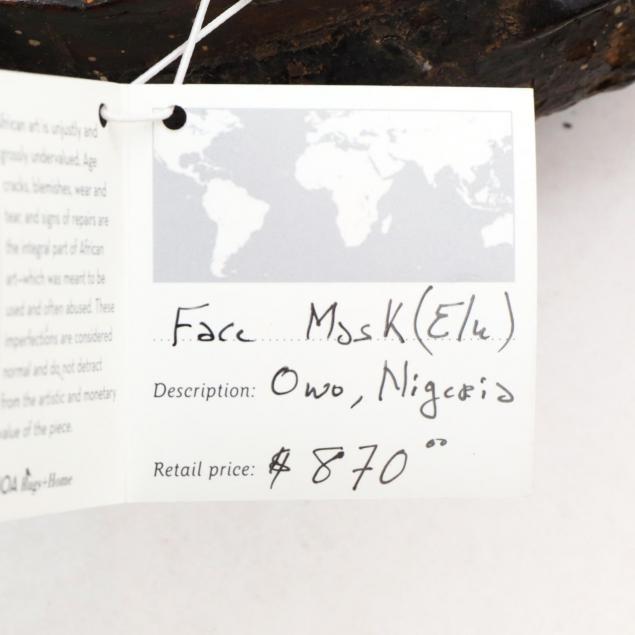 African art is unjustly and
grossly undervalued. Age
cracks, blemishes, wear and
tear, and signs of repairs are
the integral part of African
art—which was meant to be
used and often abused. These
imperfections are considered
normal and do not detract
from the artistic and monetary
value of the piece.
Rugs+Home
Face Mask (Elu)
Description: Owo, Nigeria
Retail price: $ 870.00